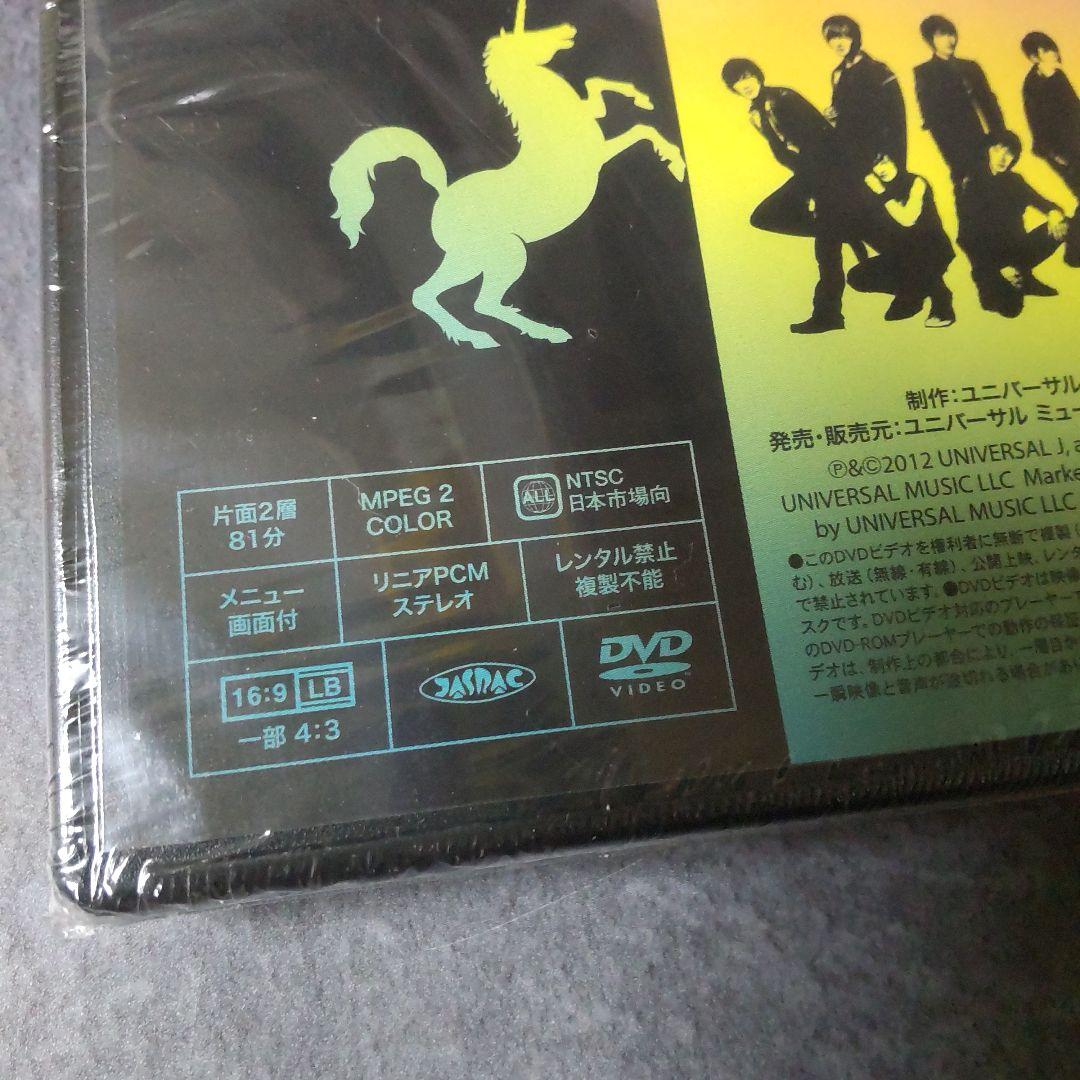 片面2層
81分
MPEG 2
COLOR
ALL
NTSC
日本市場向
メニュー
画面付
リニアPCM
ステレオ
レンタル禁止
複製不能
16:9 LB
一部 4:3
JASRAC
DVD
VIDEO
制作:ユニバーサル
発売・販売元:ユニバーサル ミュー
Ⓟ&©2012 UNIVERSAL J, a
UNIVERSAL MUSIC LLC Marke
by UNIVERSAL MUSIC LLC
●このDVDビデオを権利者に無断で複製(
む)、放送(無線・有線)、公開上映、レンタ
で禁止されています。●DVDビデオは映像
スクです。DVDビデオ対応のプレーヤーで
のDVD-ROMプレーヤーでの動作の保証
デオは、制作上の都合により、一層目か
一瞬映像と音声が途切れる場合があり